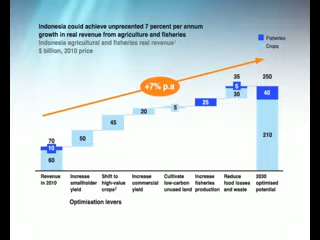 Indonesia could achieve unprecented 7 percent per annum
growth in real revenue from agriculture and fisheries
Indonesia agricultural and fisheries real revenue¹
$ billion, 2010 price
Fisheries
Crops
+7% p.a
70
10
60
50
45
20
5
25
35
5
30
250
40
210
Revenue in 2010
Increase smallholder yield
Shift to high-value crops²
Increase commercial yield
Cultivate low-carbon unused land
Increase fisheries production
Reduce food losses and waste
2030 optimised potential
Optimisation levers